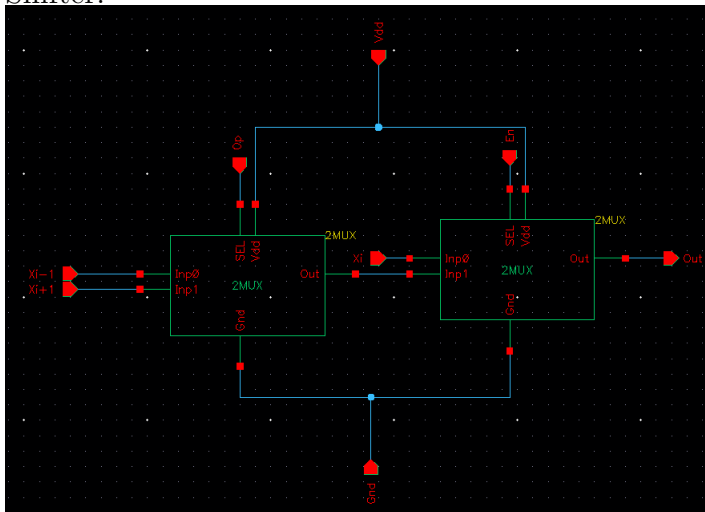 Shifter:
Vdd
Op
En
2MUX
2MUX
SEL
Vdd
SEL
Vdd
Xi
Inp0
Out
Out
Xi-1
Inp0
Out
Inp1
2MUX
Xi+1
Inp1
2MUX
Gnd
Gnd
Gnd